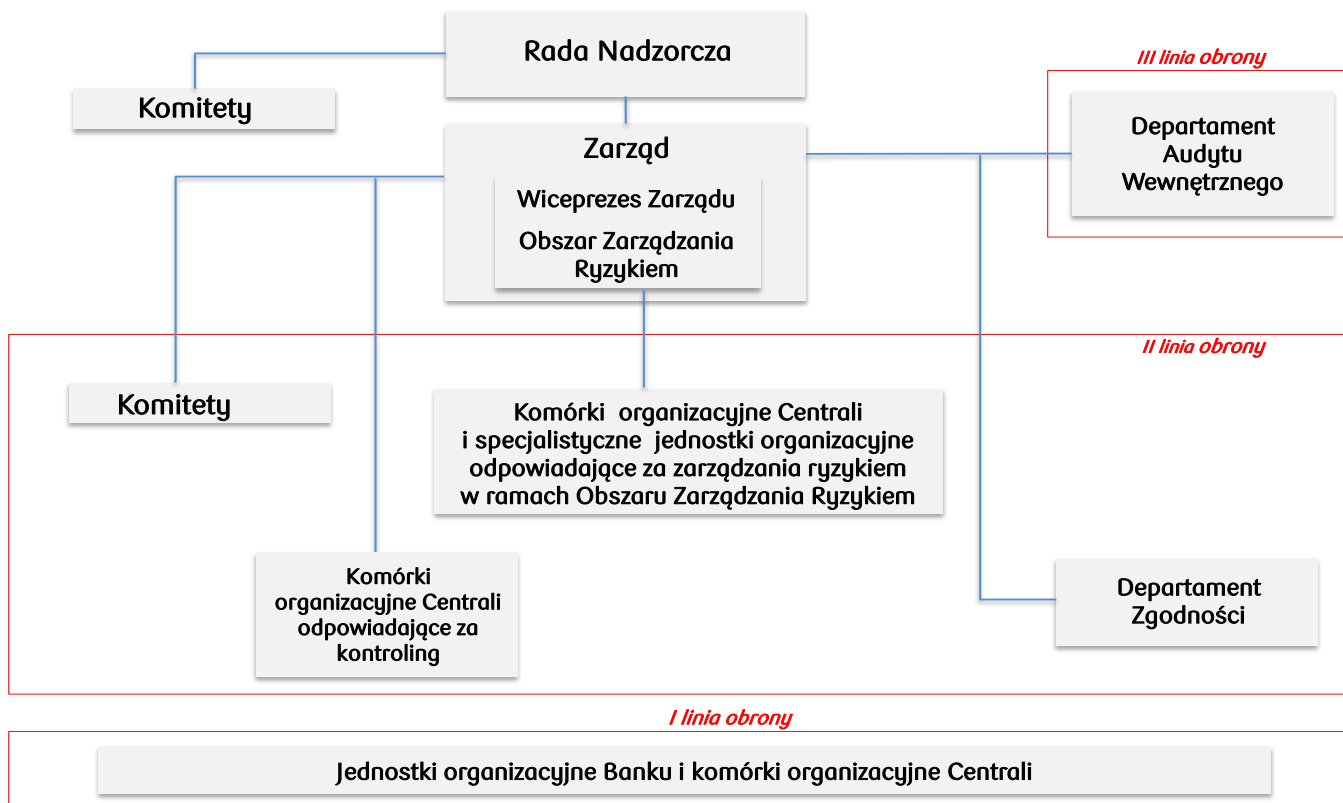 Rada Nadzorcza
III linia obrony
Komitety
Departament
Audytu
Wewnętrznego
Zarząd
Wiceprezes Zarządu
Obszar Zarządzania
Ryzykiem
II linia obrony
Komitety
Komórki organizacyjne Centrali
i specjalistyczne jednostki organizacyjne
odpowiadające za zarządzania ryzykiem
w ramach Obszaru Zarządzania Ryzykiem
Komórki
organizacyjne Centrali
odpowiadające za
kontroling
Departament
Zgodności
I linia obrony
Jednostki organizacyjne Banku i komórki organizacyjne Centrali